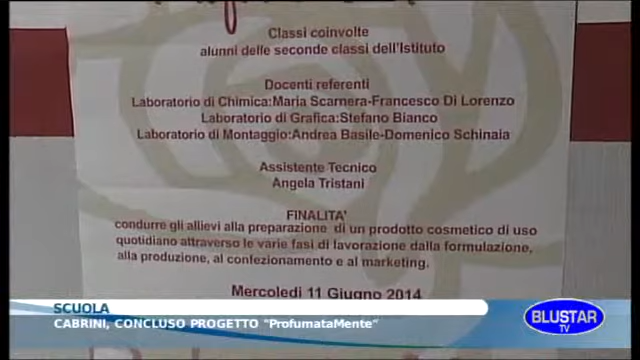 Classi coinvolte
alunni delle seconde classi dell'Istituto
Docenti referenti
Laboratorio di Chimica:Maria Scarnera-Francesco Di Lorenzo
Laboratorio di Grafica:Stefano Bianco
Laboratorio di Montaggio:Andrea Basile-Domenico Schinaia
Assistente Tecnico
Angela Tristani
FINALITA'
condurre gli allievi alla preparazione di un prodotto cosmetico di uso
quotidiano attraverso le varie fasi di lavorazione dalla formulazione,
alla produzione, al confezionamento e al marketing.
Mercoledì 11 Giugno 2014
SCUOLA
CABRINI, CONCLUSO PROGETTO "ProfumataMente"
BLUSTAR
TV